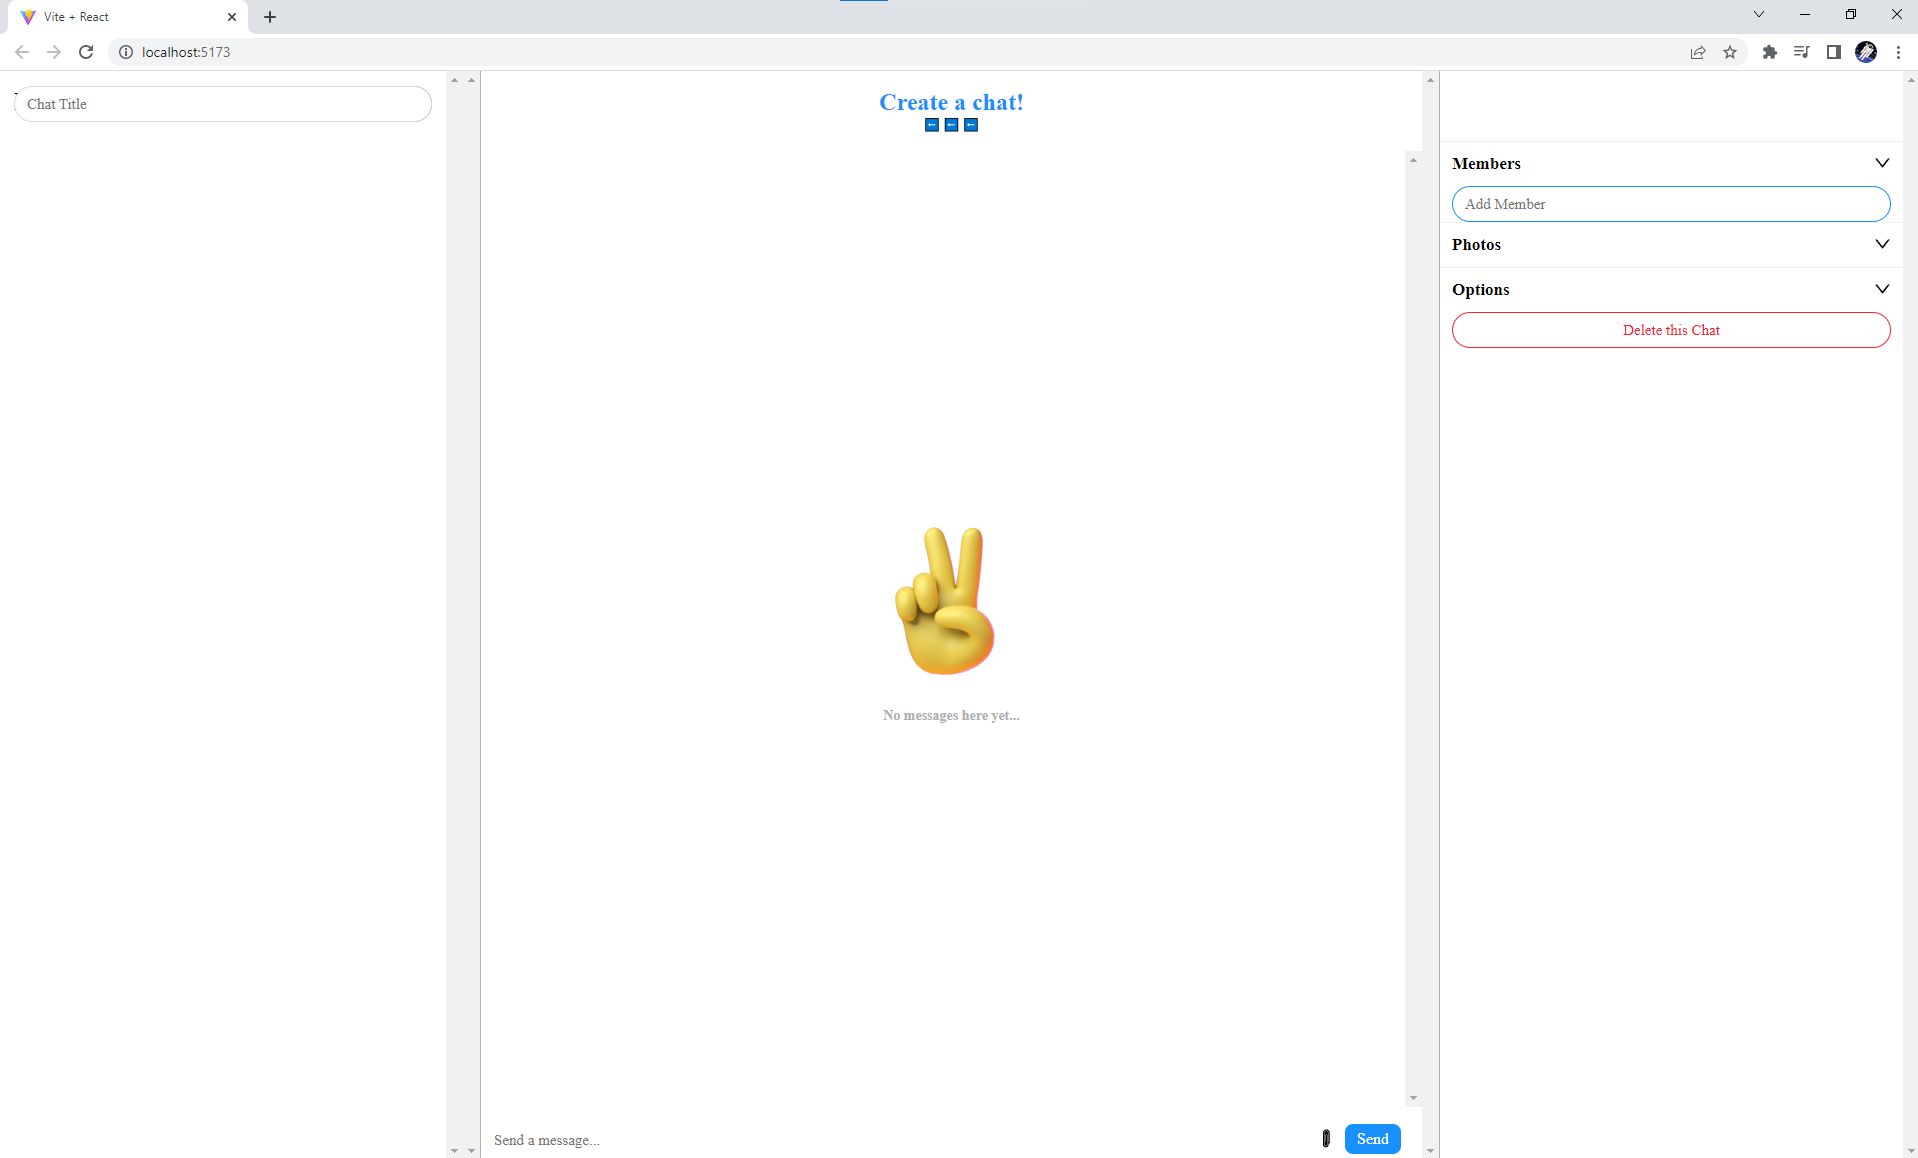 Vite + React
localhost:5173
Chat Title
Create a chat!
No messages here yet...
Send a message...
Send
Members
Add Member
Photos
Options
Delete this Chat